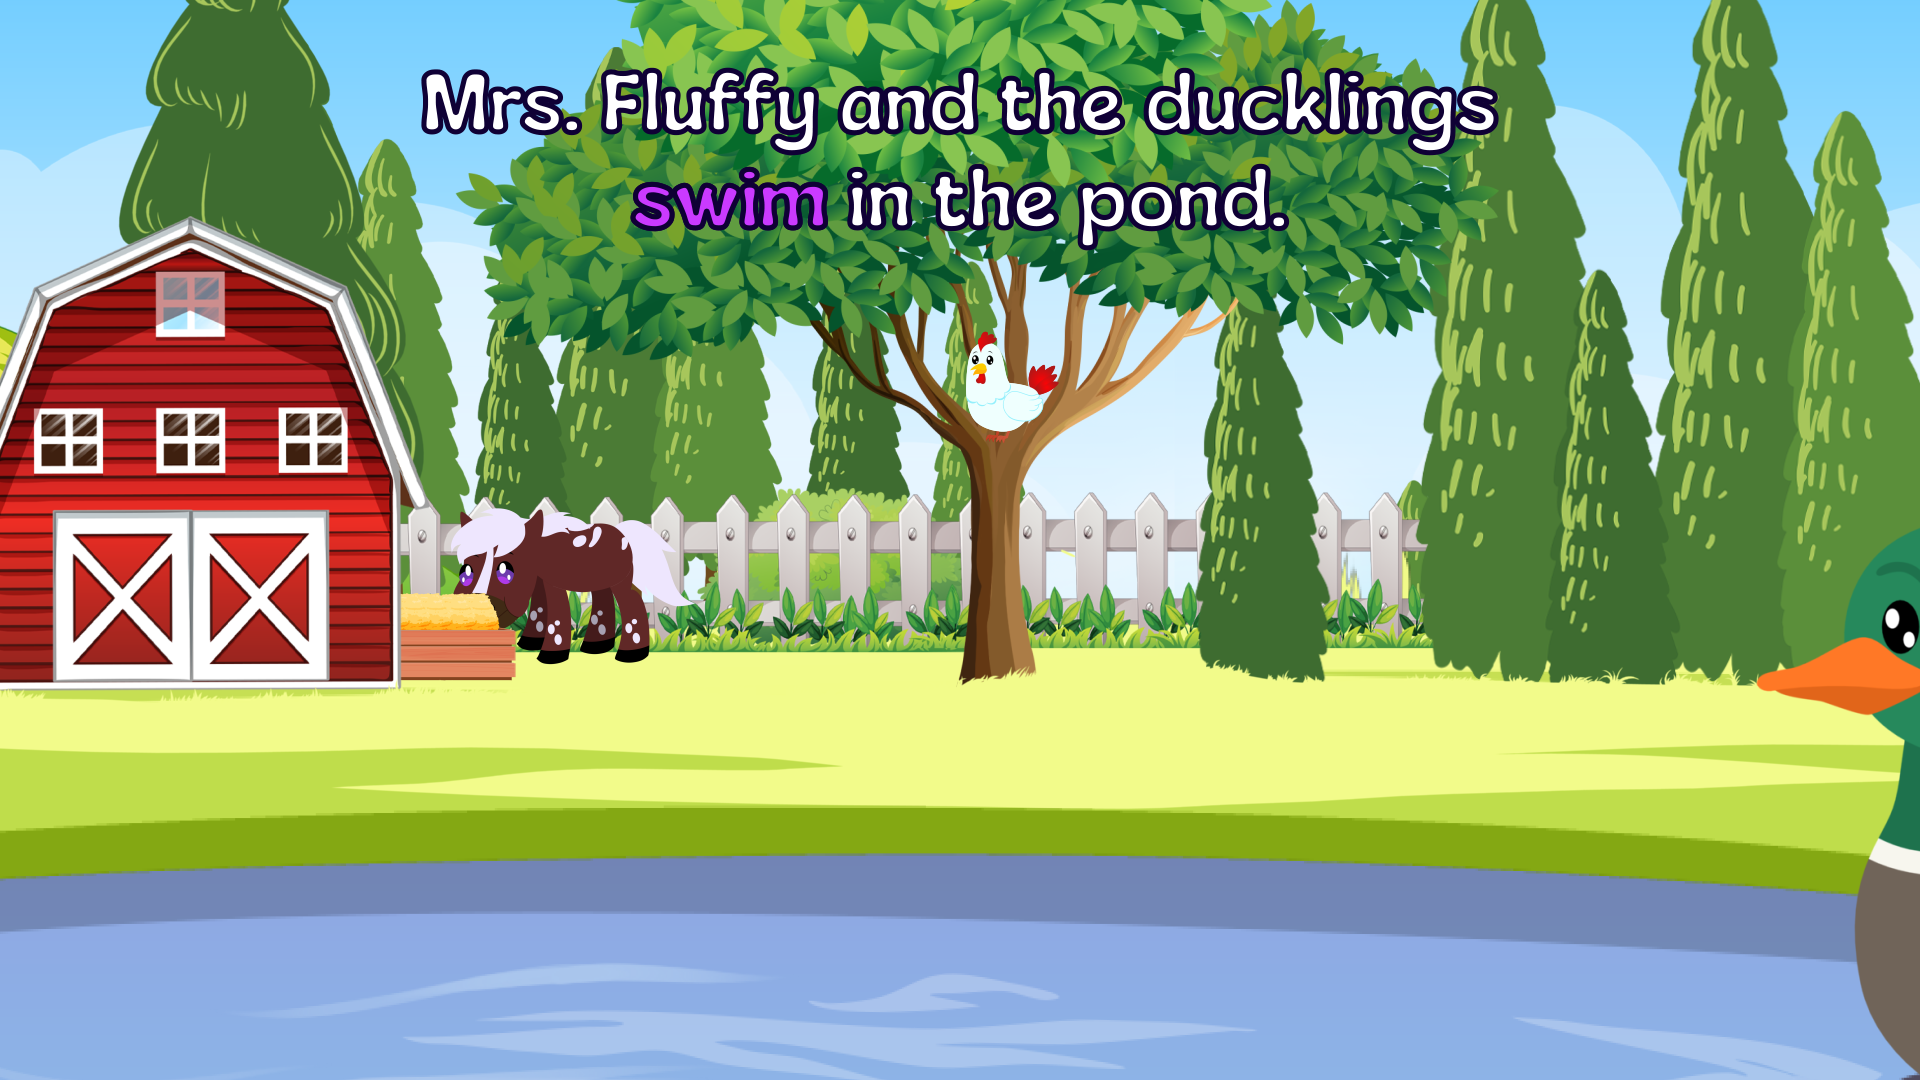 Mrs. Fluffy and the ducklings
swim in the pond.